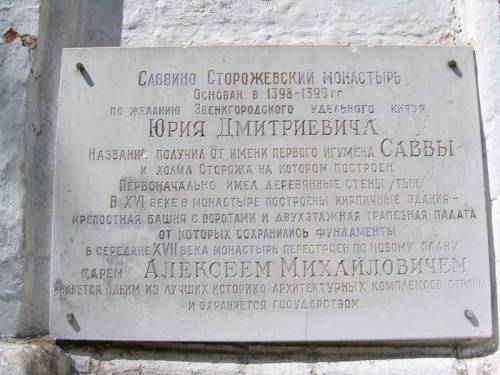 Саввино Сторожевский монастырь
Основан в 1398-1399 гг
по желанию Звенигородского удельного князя
Юрия Дмитриевича
Название получил от имени первого игумена Саввы-
и холма Сторожа на котором построен
Первоначально имел деревянные стены /тын/
В XVI веке в монастыре построены кирпичные здания-
крепостная башня с воротами и двухэтажная трапезная палата
от которых сохранились фундаменты
в середине XVII века монастырь перестроен по новому плану
царем Алексеем Михайловичем
является одним из лучших историко архитектурных комплексов страны
и охраняется государством.